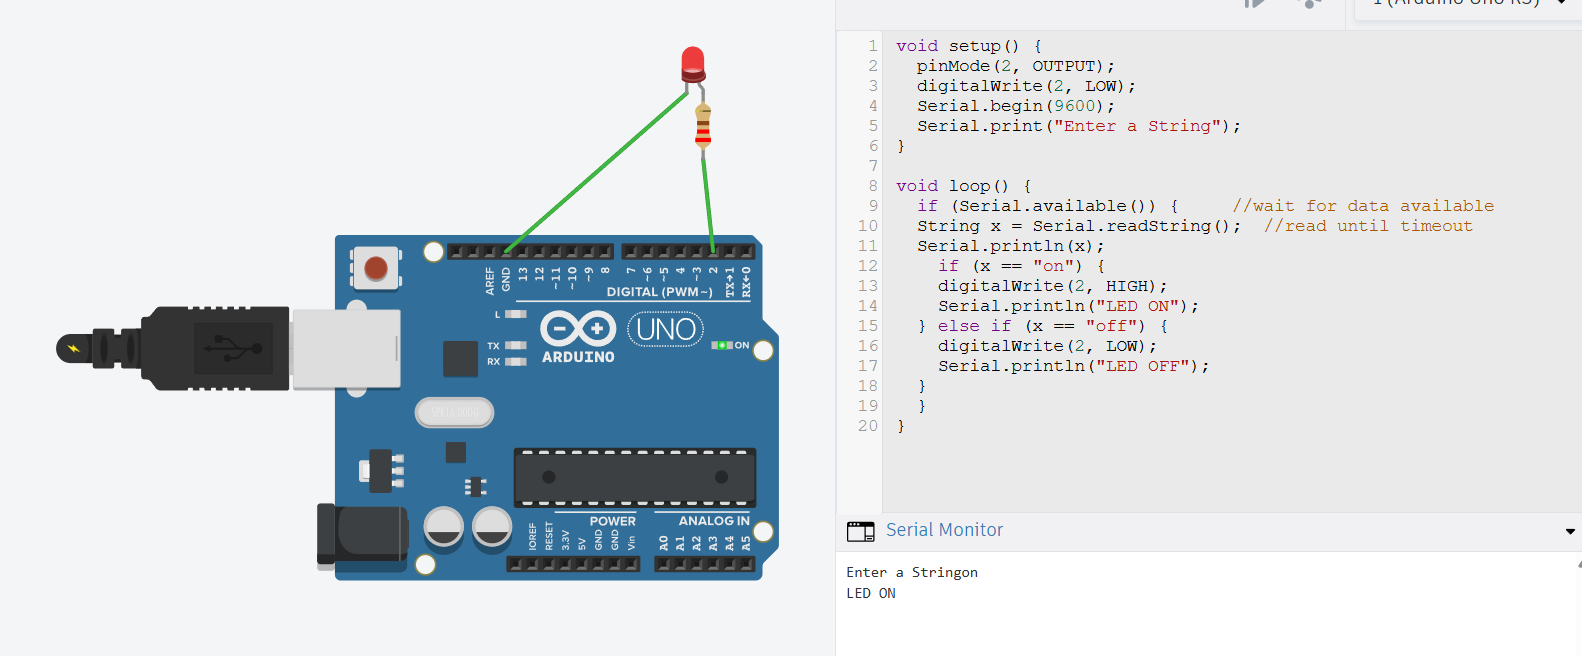 1 (Arduino Uno R3)
1 void setup() {
2   pinMode(2, OUTPUT);
3   digitalWrite(2, LOW);
4   Serial.begin(9600);
5   Serial.print("Enter a String");
6 }
7
8 void loop() {
9   if (Serial.available()) {     //wait for data available
10   String x = Serial.readString();  //read until timeout
11   Serial.println(x);
12     if (x == "on") {
13     digitalWrite(2, HIGH);
14     Serial.println("LED ON");
15   } else if (x == "off") {
16     digitalWrite(2, LOW);
17     Serial.println("LED OFF");
18   }
19   }
20 }
Serial Monitor
Enter a Stringon
LED ON
AREF GND 13 12 ~11 ~10 ~9 8 7 ~6 ~5 4 ~3 2 TX→1 RX←0
DIGITAL (PWM~)
L
TX
RX
ARDUINO
UNO
ON
POWER
ANALOG IN
IOREF RESET 3.3V 5V GND GND Vin A0 A1 A2 A3 A4 A5